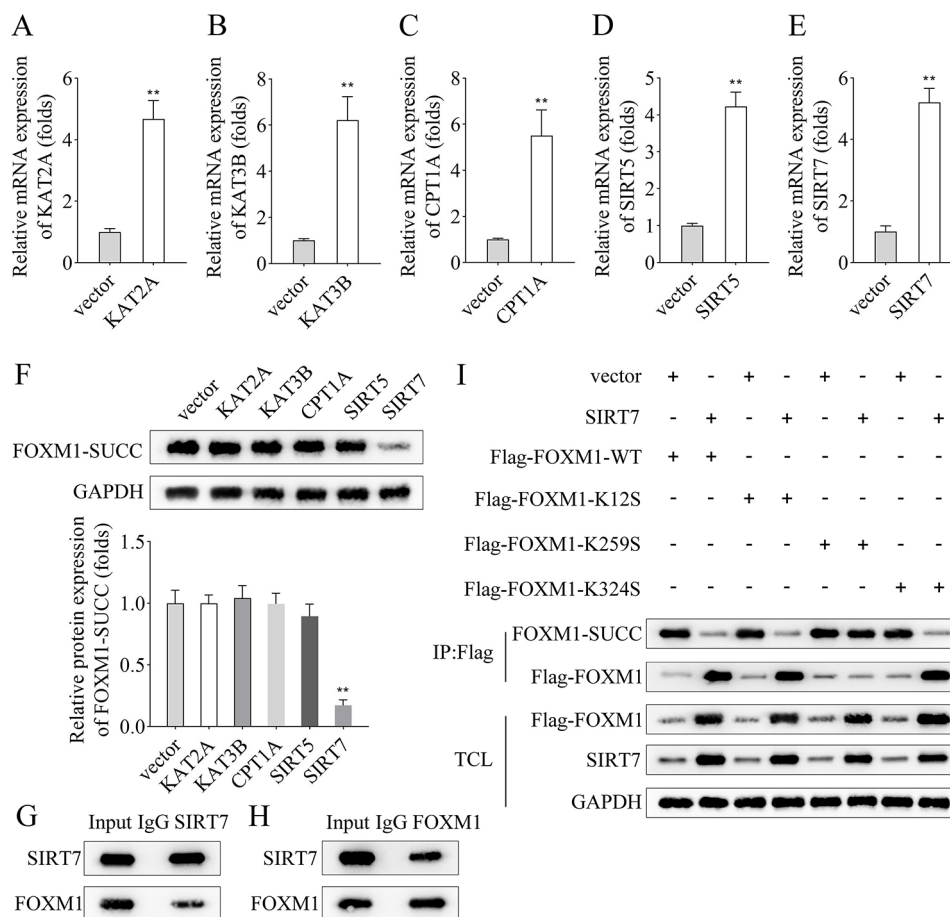 A
Relative mRNA expression
of KAT2A (folds)
6
4
2
0
**
vector
KAT2A
B
Relative mRNA expression
of KAT3B (folds)
8
6
4
2
0
**
vector
KAT3B
C
Relative mRNA expression
of CPT1A (folds)
8
6
4
2
0
**
vector
CPT1A
D
Relative mRNA expression
of SIRT5 (folds)
5
4
3
2
1
0
**
vector
SIRT5
E
Relative mRNA expression
of SIRT7 (folds)
6
4
2
0
**
vector
SIRT7
F
vector KAT2A KAT3B CPT1A SIRT5 SIRT7
FOXM1-SUCC
GAPDH
Relative protein expression
of FOXM1-SUCC (folds)
1.5
1.0
0.5
0.0
**
vector KAT2A KAT3B CPT1A SIRT5 SIRT7
G
Input IgG SIRT7
SIRT7
FOXM1
H
Input IgG FOXM1
SIRT7
FOXM1
I
vector + - + - + - + -
SIRT7 - + - + - + - +
Flag-FOXM1-WT + + - - - - - -
Flag-FOXM1-K12S - - + + - - - -
Flag-FOXM1-K259S - - - - + + - -
Flag-FOXM1-K324S - - - - - - + +
IP:Flag
FOXM1-SUCC
Flag-FOXM1
TCL
Flag-FOXM1
SIRT7
GAPDH